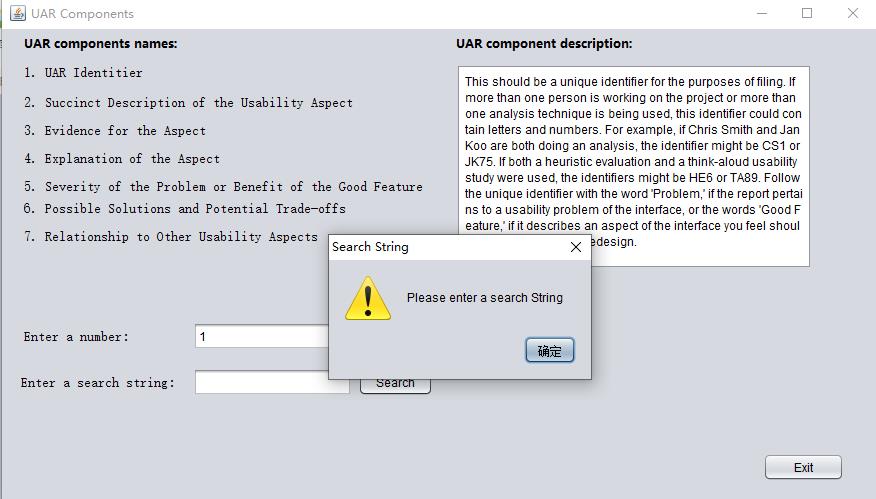 UAR Components
UAR components names:
UAR component description:
1. UAR Identitier
2. Succinct Description of the Usability Aspect
3. Evidence for the Aspect
4. Explanation of the Aspect
5. Severity of the Problem or Benefit of the Good Feature
6. Possible Solutions and Potential Trade-offs
7. Relationship to Other Usability Aspects
This should be a unique identifier for the purposes of filing. If
more than one person is working on the project or more than
one analysis technique is being used, this identifier could con
tain letters and numbers. For example, if Chris Smith and Jan
Koo are both doing an analysis, the identifier might be CS1 or
JK75. If both a heuristic evaluation and a think-aloud usability
study were used, the identifiers might be HE6 or TA89. Follow
the unique identifier with the word 'Problem,' if the report pertai
ns to a usability problem of the interface, or the words 'Good F
eature,' if it describes an aspect of the interface you feel shoul
edesign.
Search String
Please enter a search String
确定
Enter a number:
1
Enter a search string:
Search
Exit